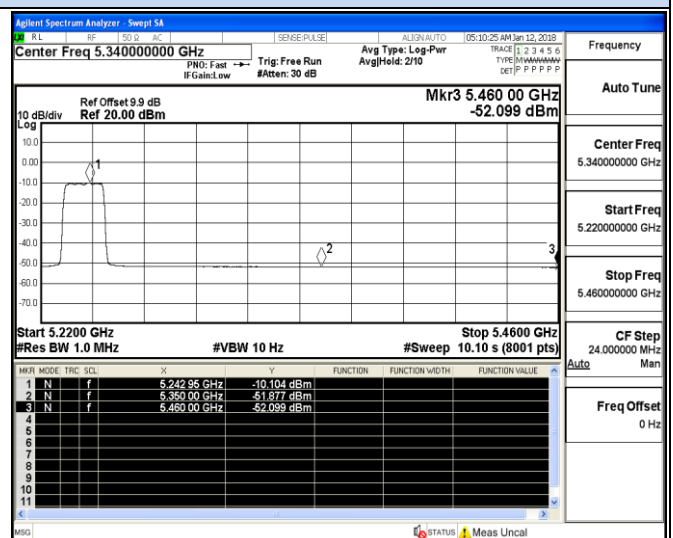 Agilent Spectrum Analyzer - Swept SA
LXI RL RF 50 Ω AC SENSE:PULSE ALIGN AUTO 05:10:25 AM Jan 12, 2018
Center Freq 5.340000000 GHz
PNO: Fast
IFGain:Low
Trig: Free Run
#Atten: 30 dB
Avg Type: Log-Pwr
Avg|Hold: 2/10
TRACE 1 2 3 4 5 6
TYPE MWWWWW
DET P P P P P P
Frequency
Auto Tune
Center Freq
5.340000000 GHz
Start Freq
5.220000000 GHz
Stop Freq
5.460000000 GHz
CF Step
24.000000 MHz
Auto Man
Freq Offset
0 Hz
Mkr3 5.460 00 GHz
-52.099 dBm
Ref Offset 9.9 dB
10 dB/div Ref 20.00 dBm
Log
10.0
0.00
-10.0
-20.0
-30.0
-40.0
-50.0
-60.0
-70.0
1
2
3
Start 5.2200 GHz Stop 5.4600 GHz
#Res BW 1.0 MHz #VBW 10 Hz #Sweep 10.10 s (8001 pts)
MKR MODE TRC SCL X Y FUNCTION FUNCTION WIDTH FUNCTION VALUE
1 N f 5.242 95 GHz -10.104 dBm
2 N f 5.350 00 GHz -51.877 dBm
3 N f 5.460 00 GHz -52.099 dBm
4
5
6
7
8
9
10
11
MSG STATUS Meas Uncal